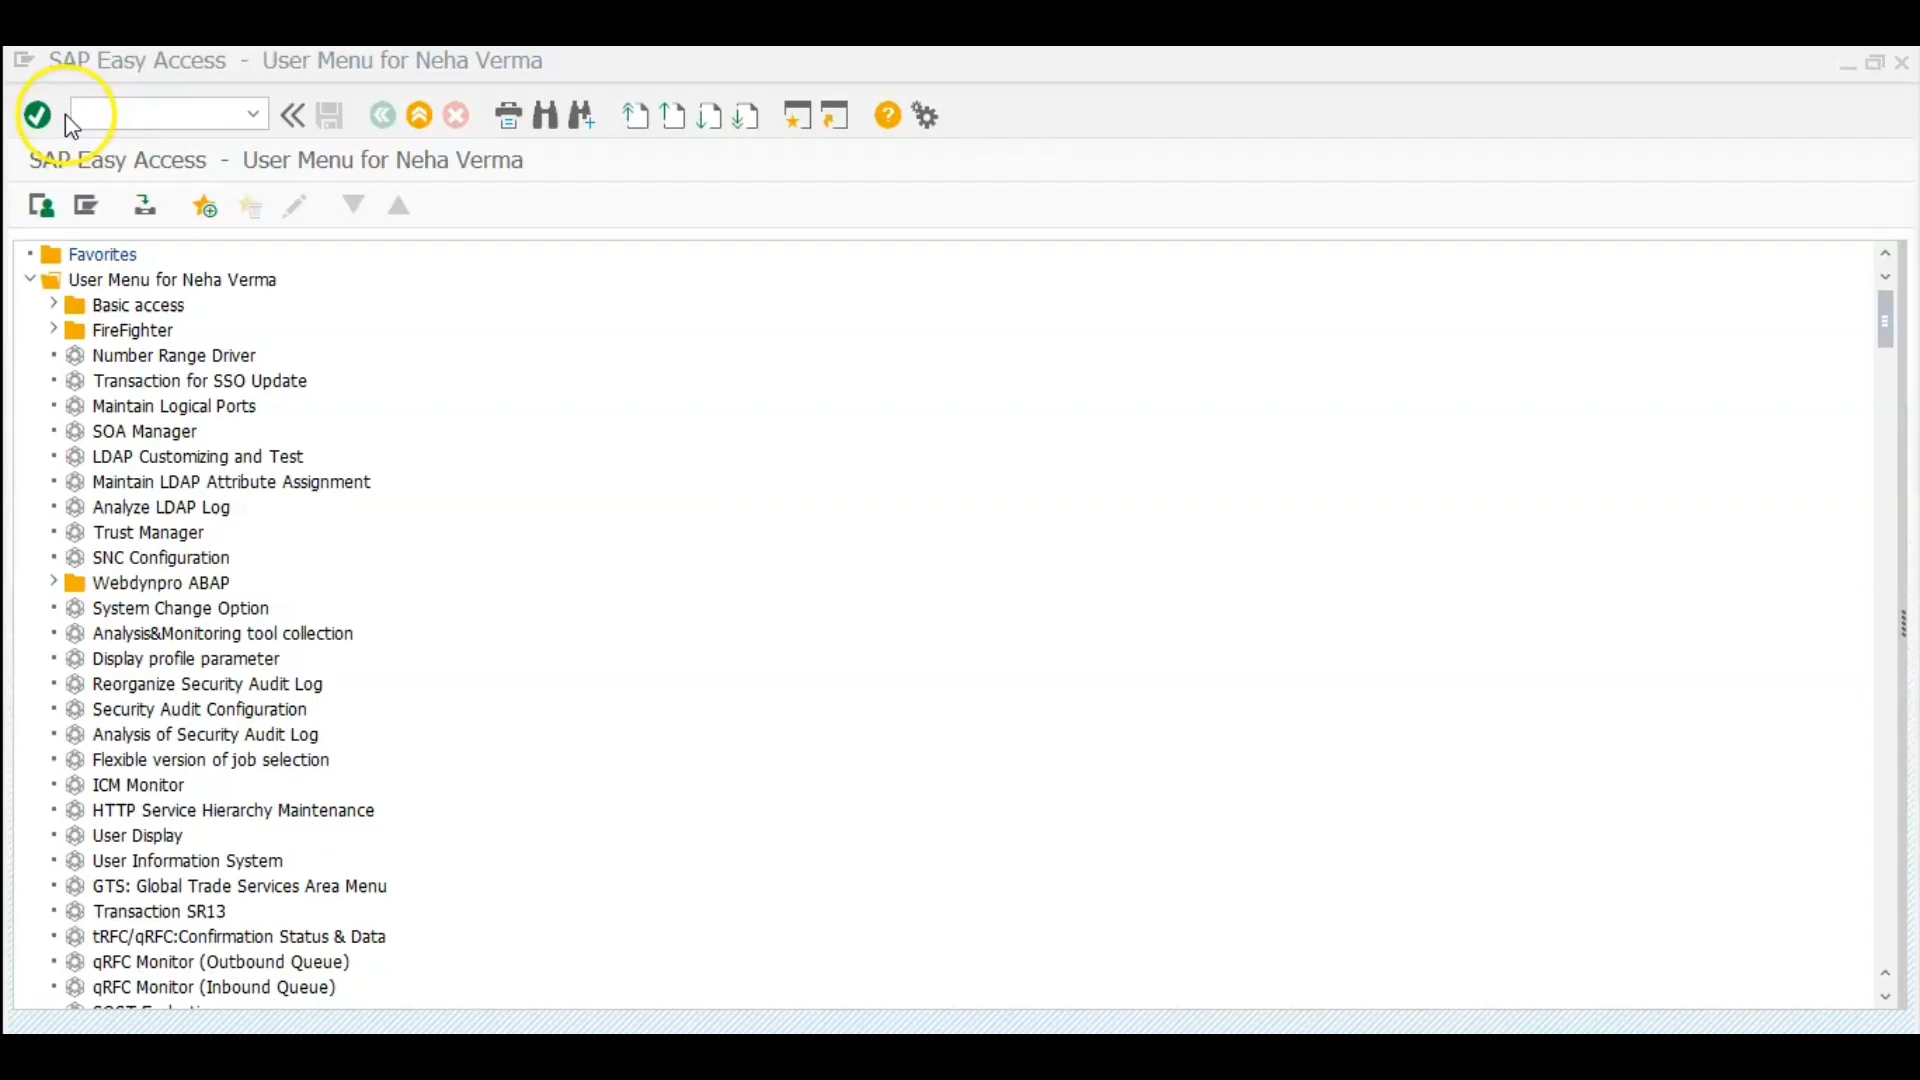 SAP Easy Access - User Menu for Neha Verma
SAP Easy Access - User Menu for Neha Verma
Favorites
User Menu for Neha Verma
Basic access
FireFighter
Number Range Driver
Transaction for SSO Update
Maintain Logical Ports
SOA Manager
LDAP Customizing and Test
Maintain LDAP Attribute Assignment
Analyze LDAP Log
Trust Manager
SNC Configuration
Webdynpro ABAP
System Change Option
Analysis&Monitoring tool collection
Display profile parameter
Reorganize Security Audit Log
Security Audit Configuration
Analysis of Security Audit Log
Flexible version of job selection
ICM Monitor
HTTP Service Hierarchy Maintenance
User Display
User Information System
GTS: Global Trade Services Area Menu
Transaction SR13
tRFC/qRFC:Confirmation Status & Data
qRFC Monitor (Outbound Queue)
qRFC Monitor (Inbound Queue)